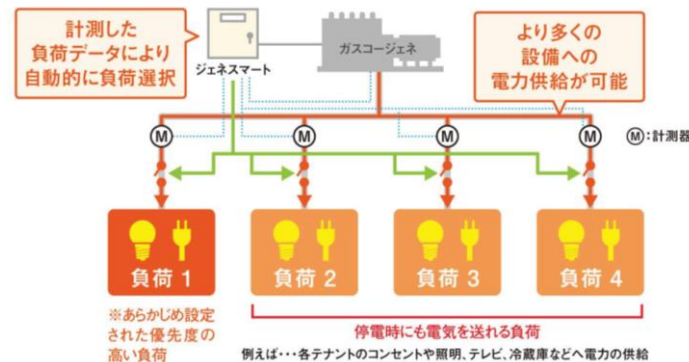 計測した
負荷データにより
自動的に負荷選択
ジェネスマート
ガスコージェネ
より多くの
設備への
電力供給が可能
M
M
M
M
M:計測器
負荷 1
負荷 2
負荷 3
負荷 4
※あらかじめ設定
された優先度の
高い負荷
停電時にも電気を送れる負荷
例えば・・・各テナントのコンセントや照明、テレビ、冷蔵庫などへ電力の供給